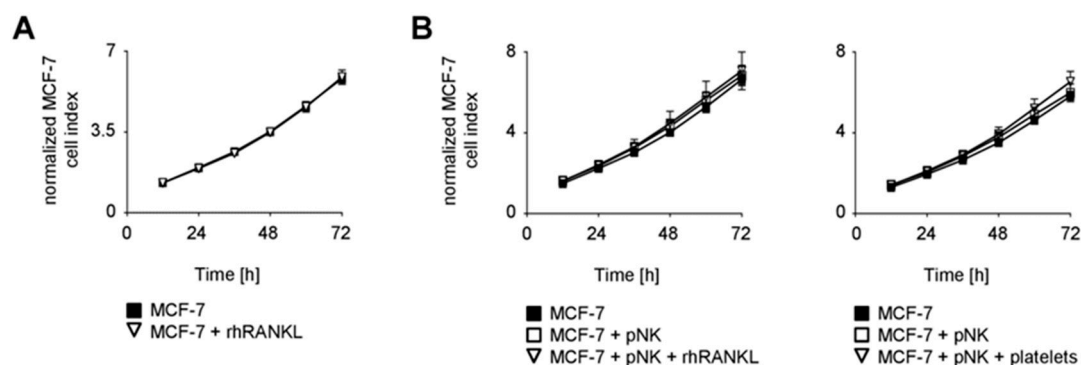 A
normalized MCF-7
cell index
7
3.5
0
0 24 48 72
Time [h]
MCF-7
MCF-7 + rhRANKL
B
normalized MCF-7
cell index
8
4
0
0 24 48 72
Time [h]
MCF-7
MCF-7 + pNK
MCF-7 + pNK + rhRANKL
8
4
0
0 24 48 72
Time [h]
MCF-7
MCF-7 + pNK
MCF-7 + pNK + platelets